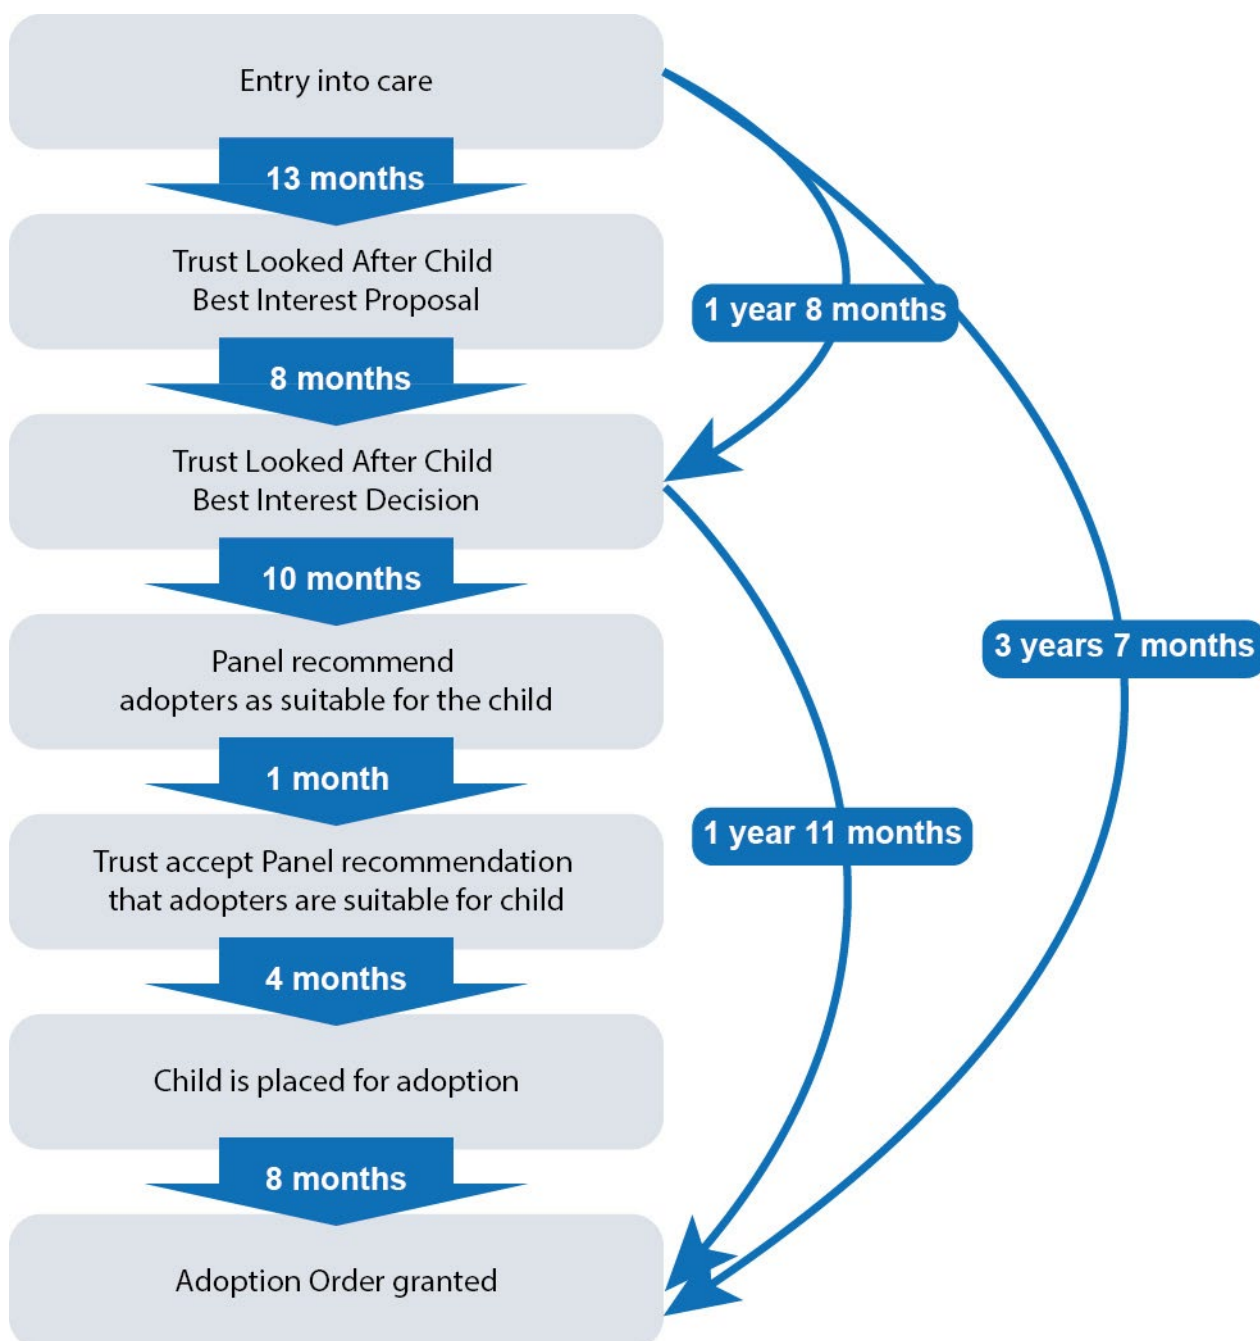 Entry into care
13 months
Trust Looked After Child
Best Interest Proposal
1 year 8 months
8 months
Trust Looked After Child
Best Interest Decision
10 months
Panel recommend
adopters as suitable for the child
3 years 7 months
1 month
1 year 11 months
Trust accept Panel recommendation
that adopters are suitable for child
4 months
Child is placed for adoption
8 months
Adoption Order granted